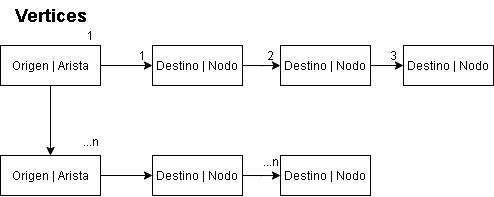 Vertices
1
1 2 3
Origen | Arista Destino | Nodo Destino | Nodo Destino | Nodo
...n
...n
Origen | Arista Destino | Nodo Destino | Nodo